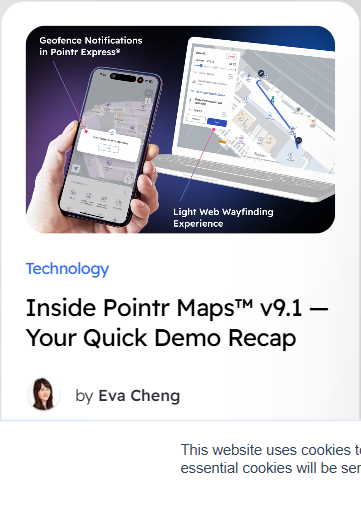 Geofence Notifications
in Pointr Express®
Light Web Wayfinding
Experience
Technology
Inside Pointr Maps™ v9.1 —
Your Quick Demo Recap
by Eva Cheng
This website uses cookies t
essential cookies will be ser